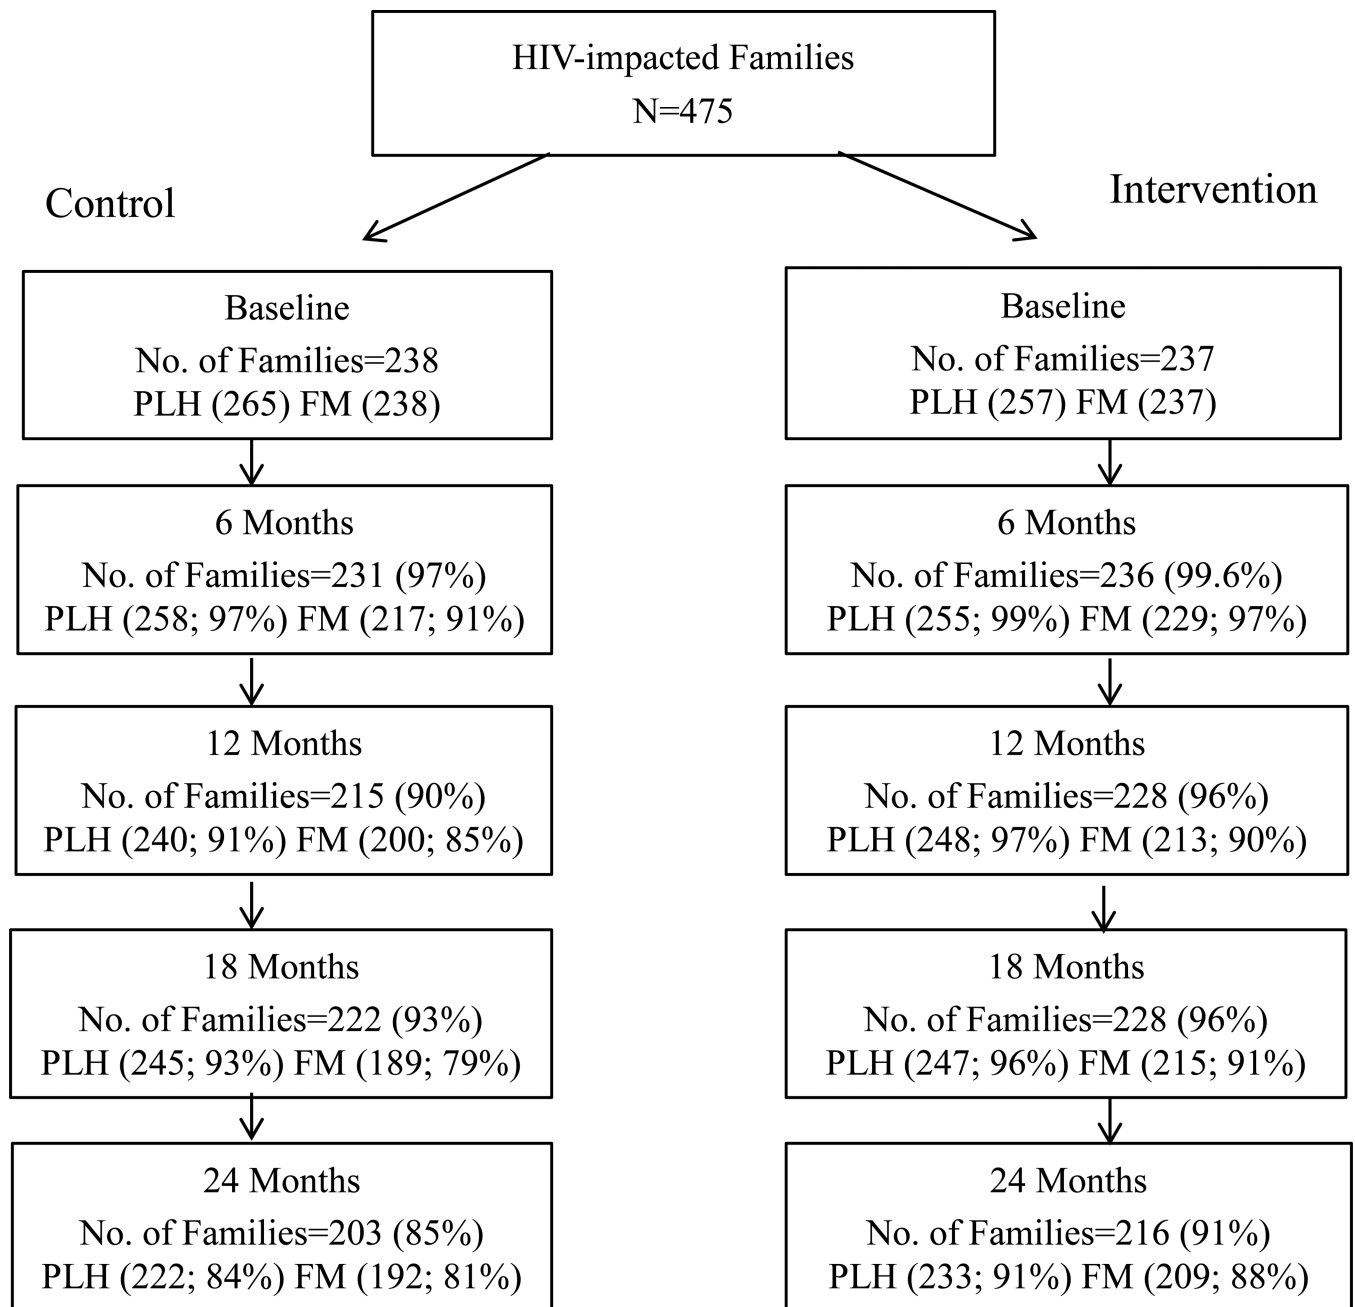 HIV-impacted Families
N=475
Control
Intervention
Baseline
No. of Families=238
PLH (265) FM (238)
Baseline
No. of Families=237
PLH (257) FM (237)
6 Months
No. of Families=231 (97%)
PLH (258; 97%) FM (217; 91%)
6 Months
No. of Families=236 (99.6%)
PLH (255; 99%) FM (229; 97%)
12 Months
No. of Families=215 (90%)
PLH (240; 91%) FM (200; 85%)
12 Months
No. of Families=228 (96%)
PLH (248; 97%) FM (213; 90%)
18 Months
No. of Families=222 (93%)
PLH (245; 93%) FM (189; 79%)
18 Months
No. of Families=228 (96%)
PLH (247; 96%) FM (215; 91%)
24 Months
No. of Families=203 (85%)
PLH (222; 84%) FM (192; 81%)
24 Months
No. of Families=216 (91%)
PLH (233; 91%) FM (209; 88%)